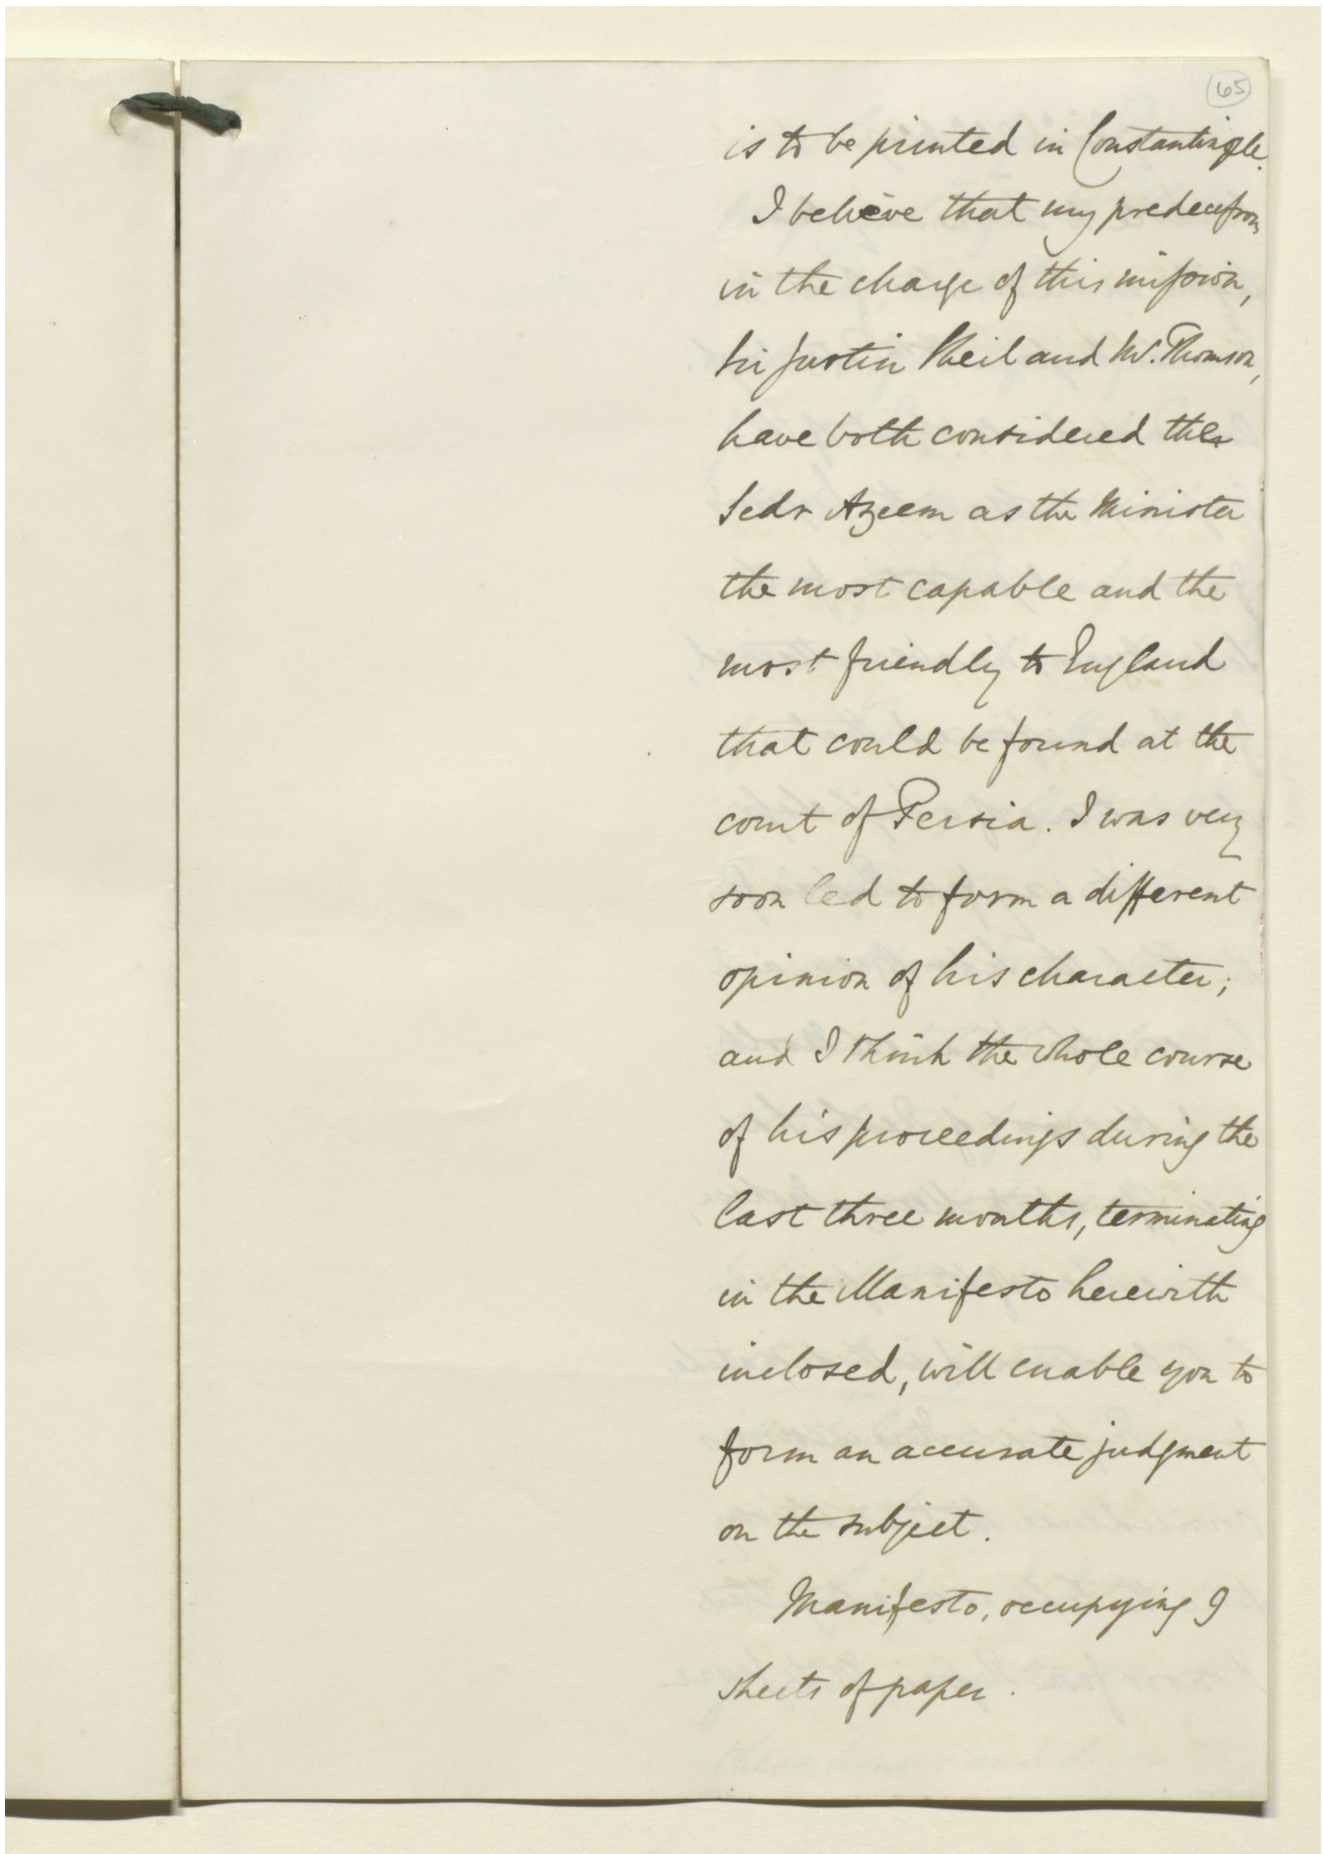 65
is to be printed in Constantinople.
I believe that my predecessors
in the charge of this mission,
Sir Justin Sheil and Mr. Thomson,
have both considered the
Sedr Azeem as the Minister
the most capable and the
most friendly to England
that could be found at the
court of Persia. I was very
soon led to form a different
opinion of his character;
and I think the whole course
of his proceedings during the
last three months, terminating
in the Manifesto herewith
inclosed, will enable you to
form an accurate judgment
on the subject.
Manifesto, occupying 9
sheets of paper.